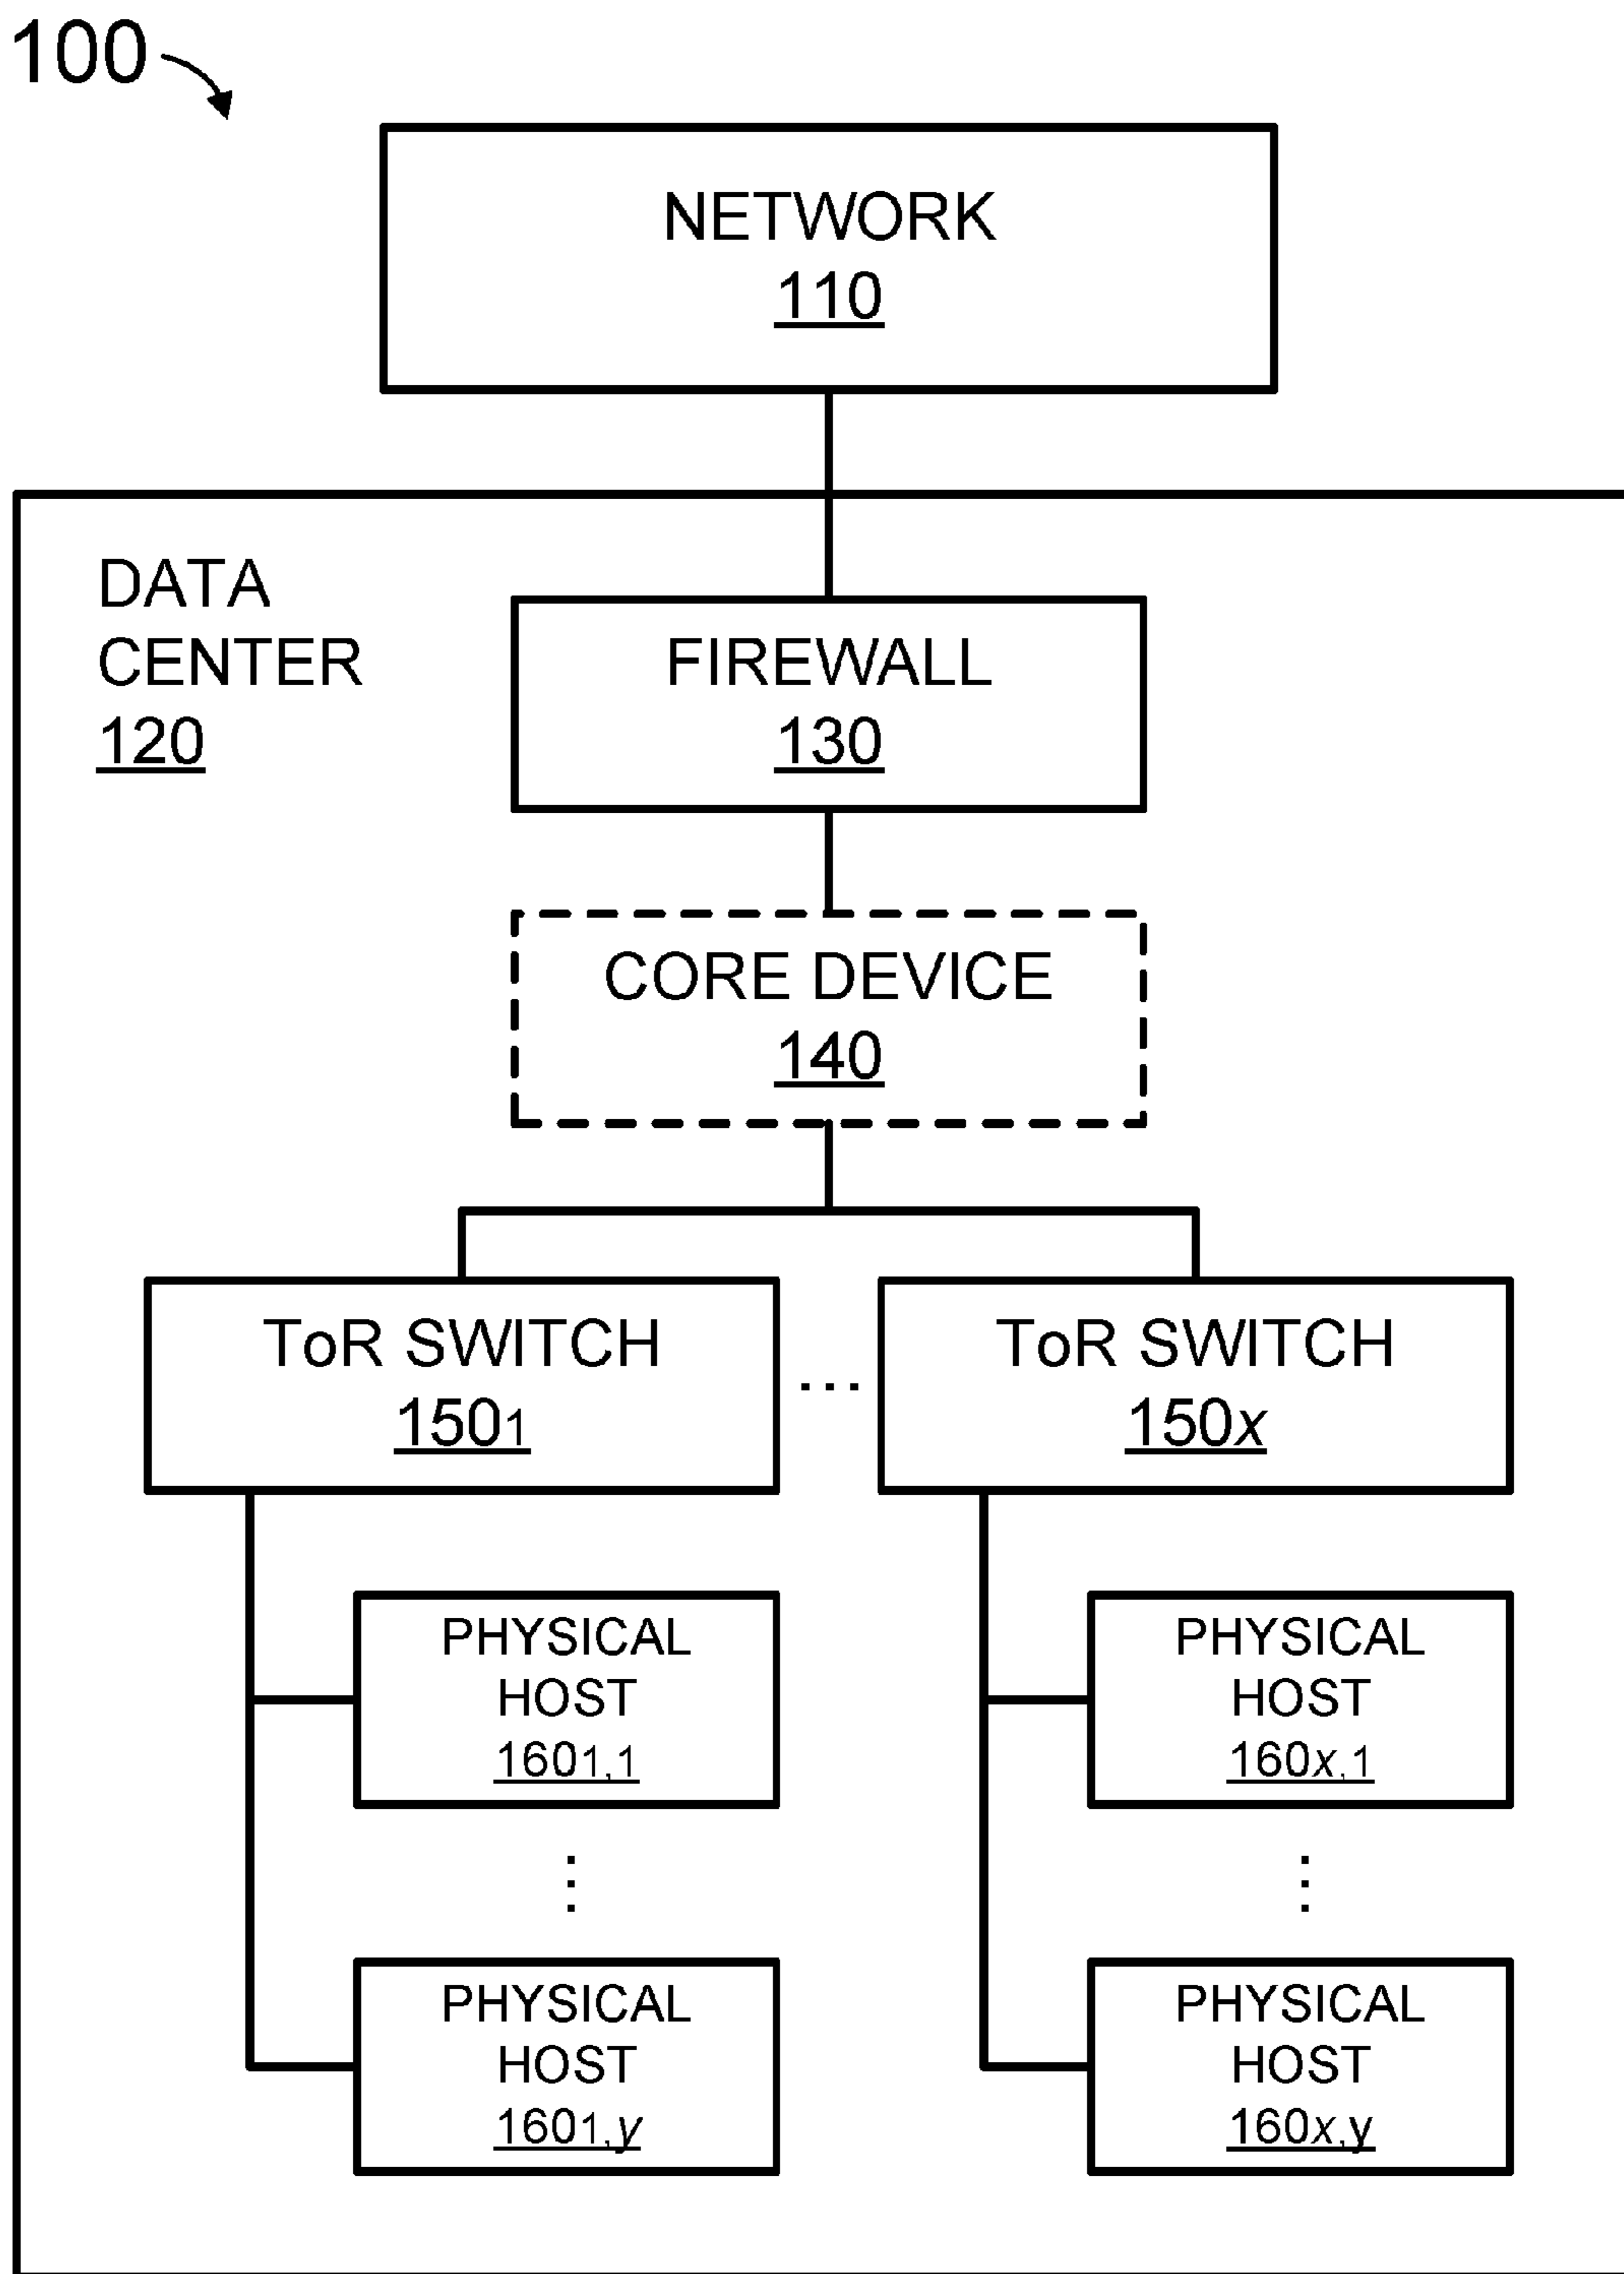 100
NETWORK
110
DATA
CENTER
120
FIREWALL
130
CORE DEVICE
140
ToR SWITCH
1501
...
ToR SWITCH
150x
PHYSICAL
HOST
1601,1
PHYSICAL
HOST
160x,1
PHYSICAL
HOST
1601,y
PHYSICAL
HOST
160x,y